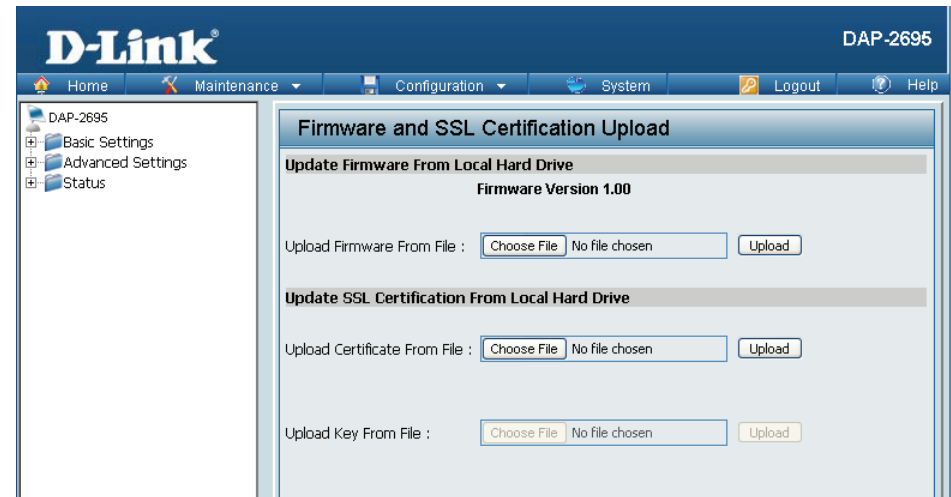 D-Link®
DAP-2695
Home Maintenance Configuration System Logout Help
DAP-2695
Basic Settings
Advanced Settings
Status
Firmware and SSL Certification Upload
Update Firmware From Local Hard Drive
Firmware Version 1.00
Upload Firmware From File : Choose File No file chosen Upload
Update SSL Certification From Local Hard Drive
Upload Certificate From File : Choose File No file chosen Upload
Upload Key From File : Choose File No file chosen Upload